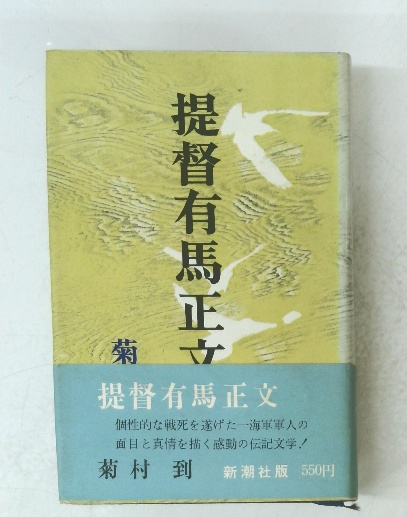 提督有馬正文
菊
提督有馬正文
個性的な戦死を遂げた一海軍軍人の
面目と真情を描く感動の伝記文学!
菊村到
新潮社版 550円